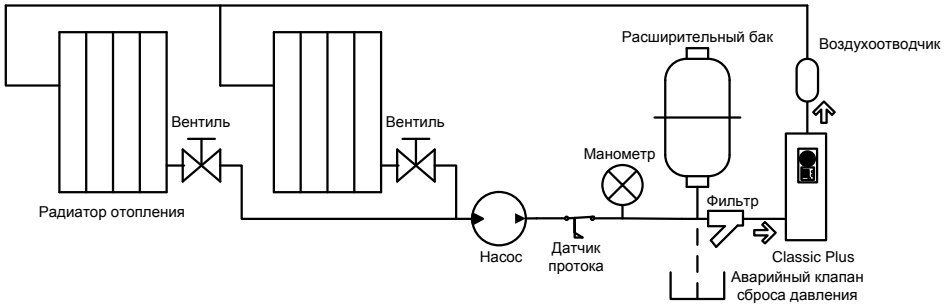 Расширительный бак
Воздухоотводчик
Вентиль
Вентиль
Манометр
Фильтр
Радиатор отопления
Насос
Датчик
протока
Classic Plus
Аварийный клапан
сброса давления